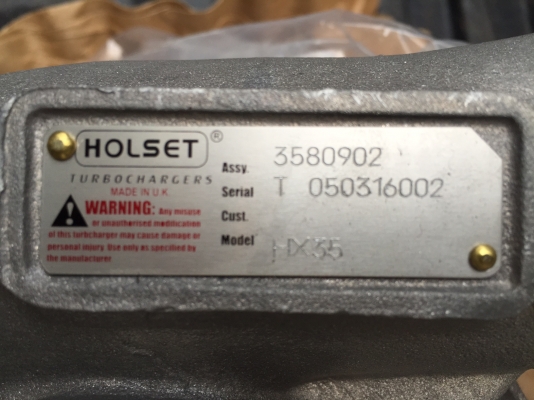 HOLSET®
TURBOCHARGERS
MADE IN U.K.
WARNING: Any misuse
or unauthorised modification
of this turbcharger may cause damage or
personal injury. Use only as specified by
the manufacturer
Assy. 3580902
Serial T 050316002
Cust.
Model HX35